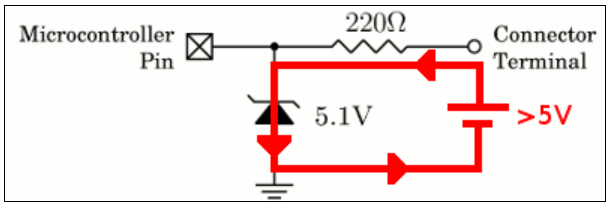 220Ω
Microcontroller
Pin
Connector
Terminal
5.1V
>5V